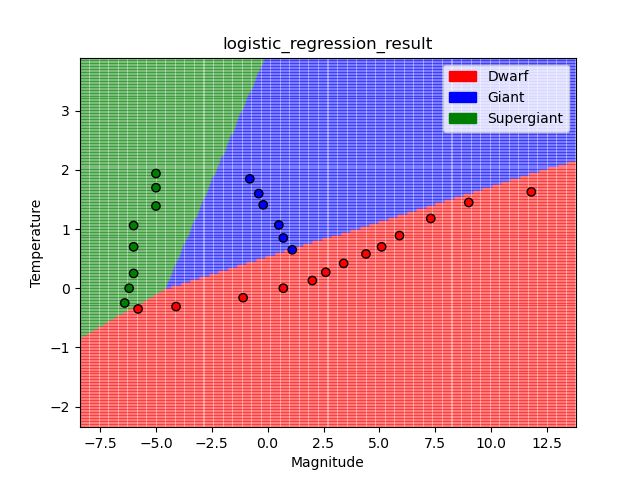 logistic_regression_result
Dwarf
Giant
Supergiant
3
2
1
0
−1
−2
Temperature
−7.5 −5.0 −2.5 0.0 2.5 5.0 7.5 10.0 12.5
Magnitude